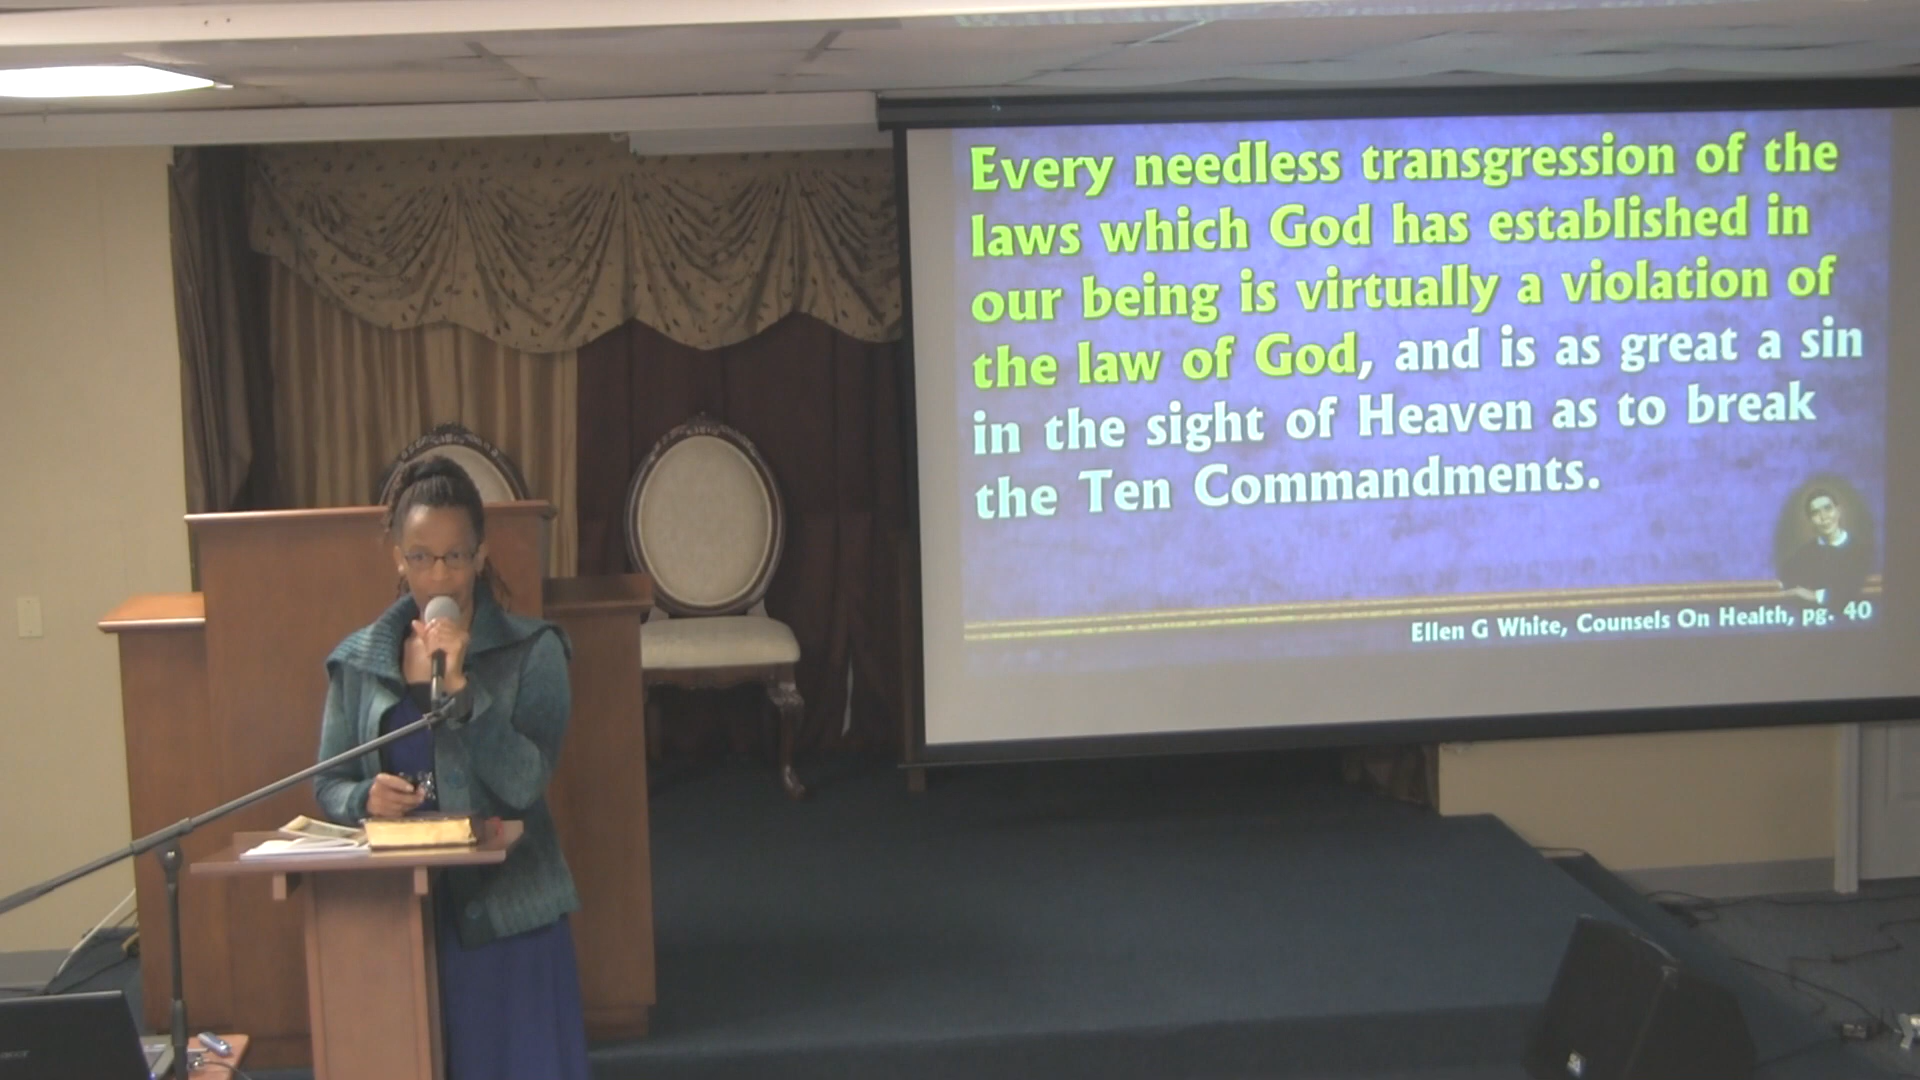 Every needless transgression of the
laws which God has established in
our being is virtually a violation of
the law of God, and is as great a sin
in the sight of Heaven as to break
the Ten Commandments.
Ellen G White, Counsels On Health, pg. 40